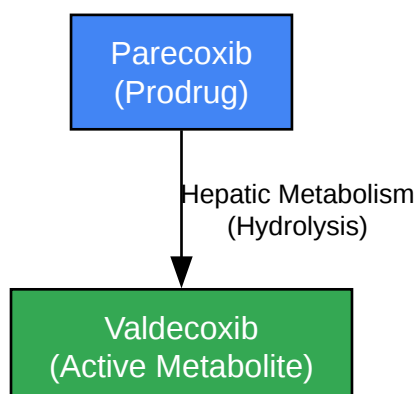 Parecoxib
(Prodrug)
Hepatic Metabolism
(Hydrolysis)
Valdecoxib
(Active Metabolite)